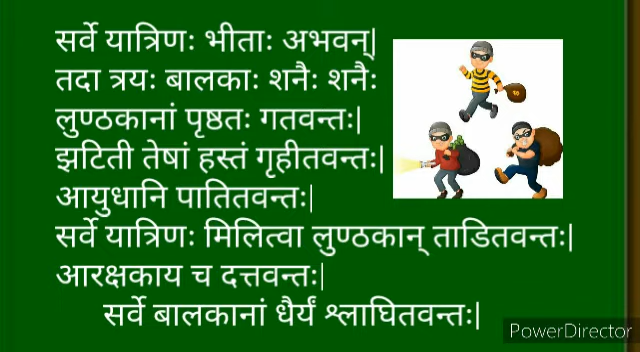 सर्वे यात्रिणः भीताः अभवन्|
तदा त्रयः बालकाः शनैः शनैः
लुण्ठकानां पृष्ठतः गतवन्तः|
झटिती तेषां हस्तं गृहीतवन्तः|
आयुधानि पातितवन्तः|
सर्वे यात्रिणः मिलित्वा लुण्ठकान् ताडितवन्तः|
आरक्षकाय च दत्तवन्तः|
सर्वे बालकानां धैर्यं श्लाघितवन्तः|
PowerDirector